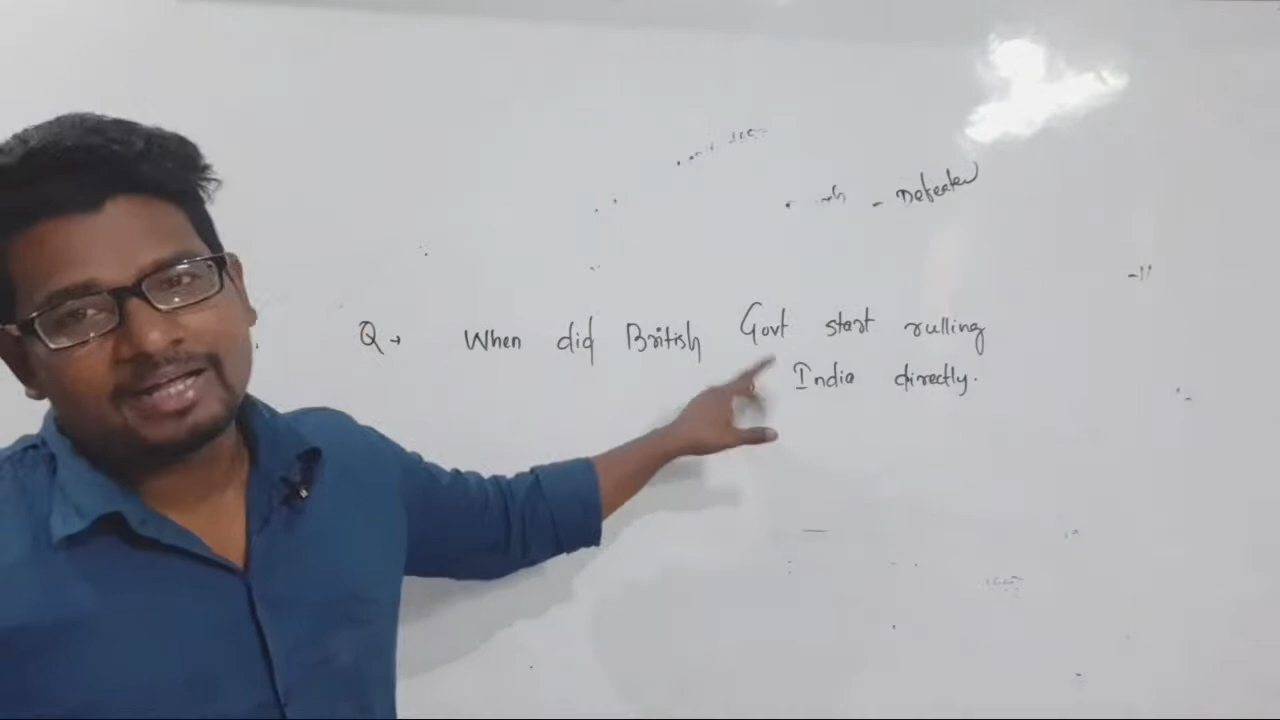 - Defeated
Q→ When did British Govt start rulling
India directly.